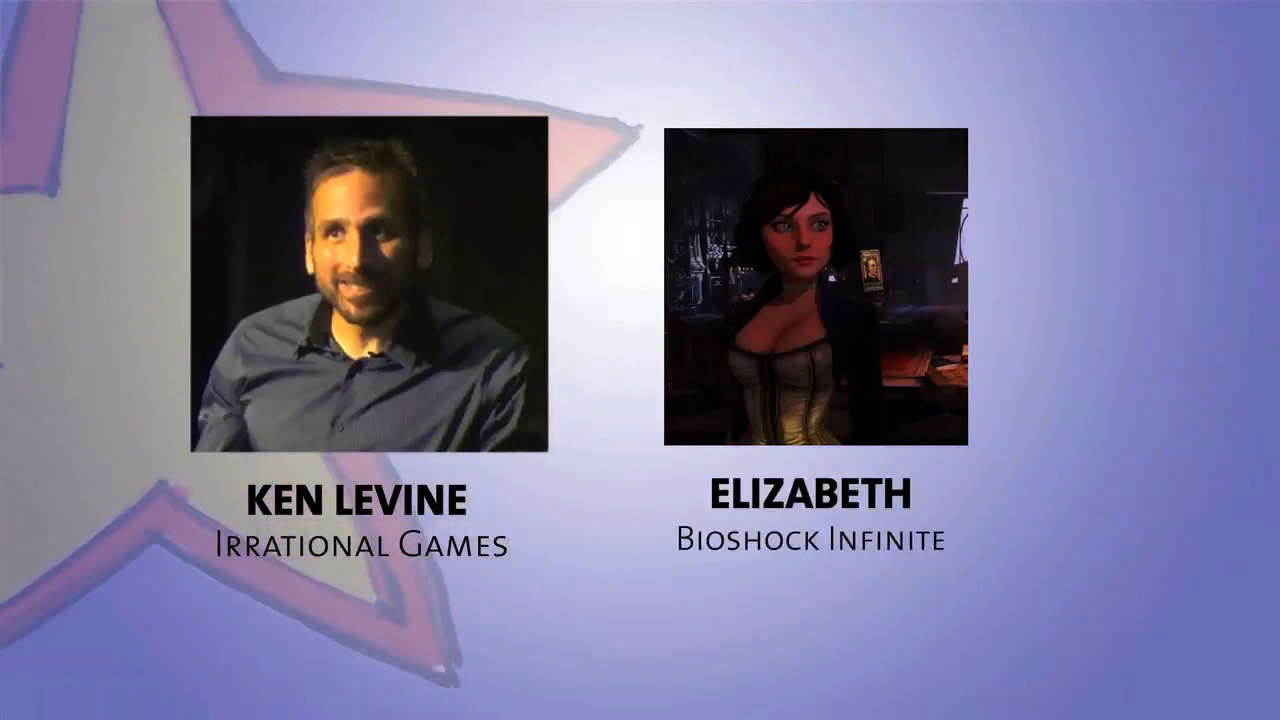 KEN LEVINE
IRRATIONAL GAMES
ELIZABETH
BIOSHOCK INFINITE